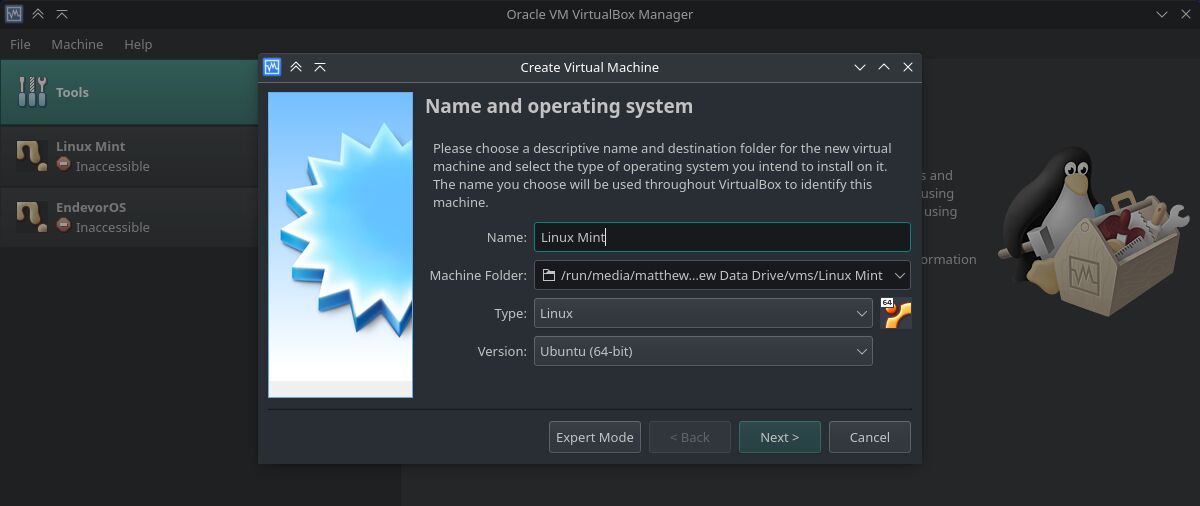 Oracle VM VirtualBox Manager
File Machine Help
Tools
Linux Mint
Inaccessible
EndevorOS
Inaccessible
s and
using
using
ormation
Create Virtual Machine
Name and operating system
Please choose a descriptive name and destination folder for the new virtual
machine and select the type of operating system you intend to install on it.
The name you choose will be used throughout VirtualBox to identify this
machine.
Name: Linux Mint
Machine Folder: /run/media/matthew...ew Data Drive/vms/Linux Mint
Type: Linux
64
Version: Ubuntu (64-bit)
Expert Mode < Back Next > Cancel